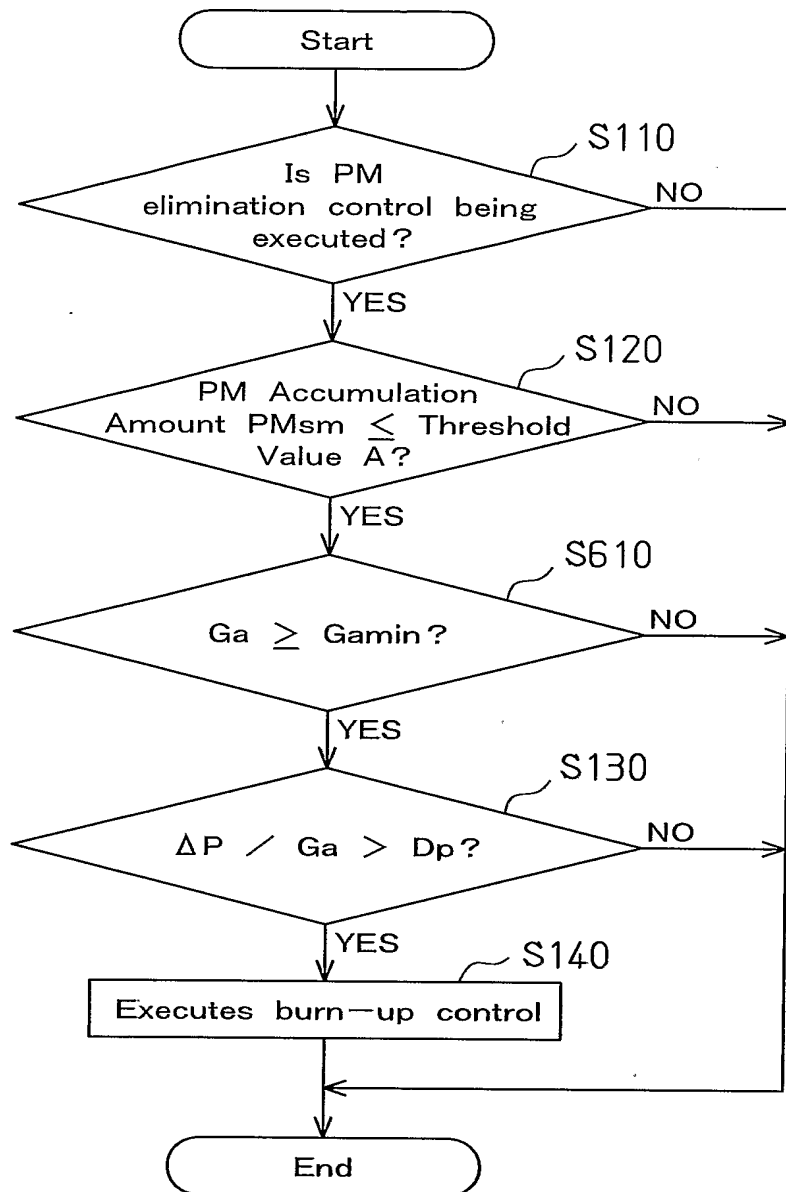 Start
S110
Is PM
elimination control being
executed?
NO
YES
S120
PM Accumulation
Amount PMsm ≤ Threshold
Value A?
NO
YES
S610
Ga ≥ Gamin?
NO
YES
S130
ΔP / Ga > Dp?
NO
YES
S140
Executes burn-up control
End